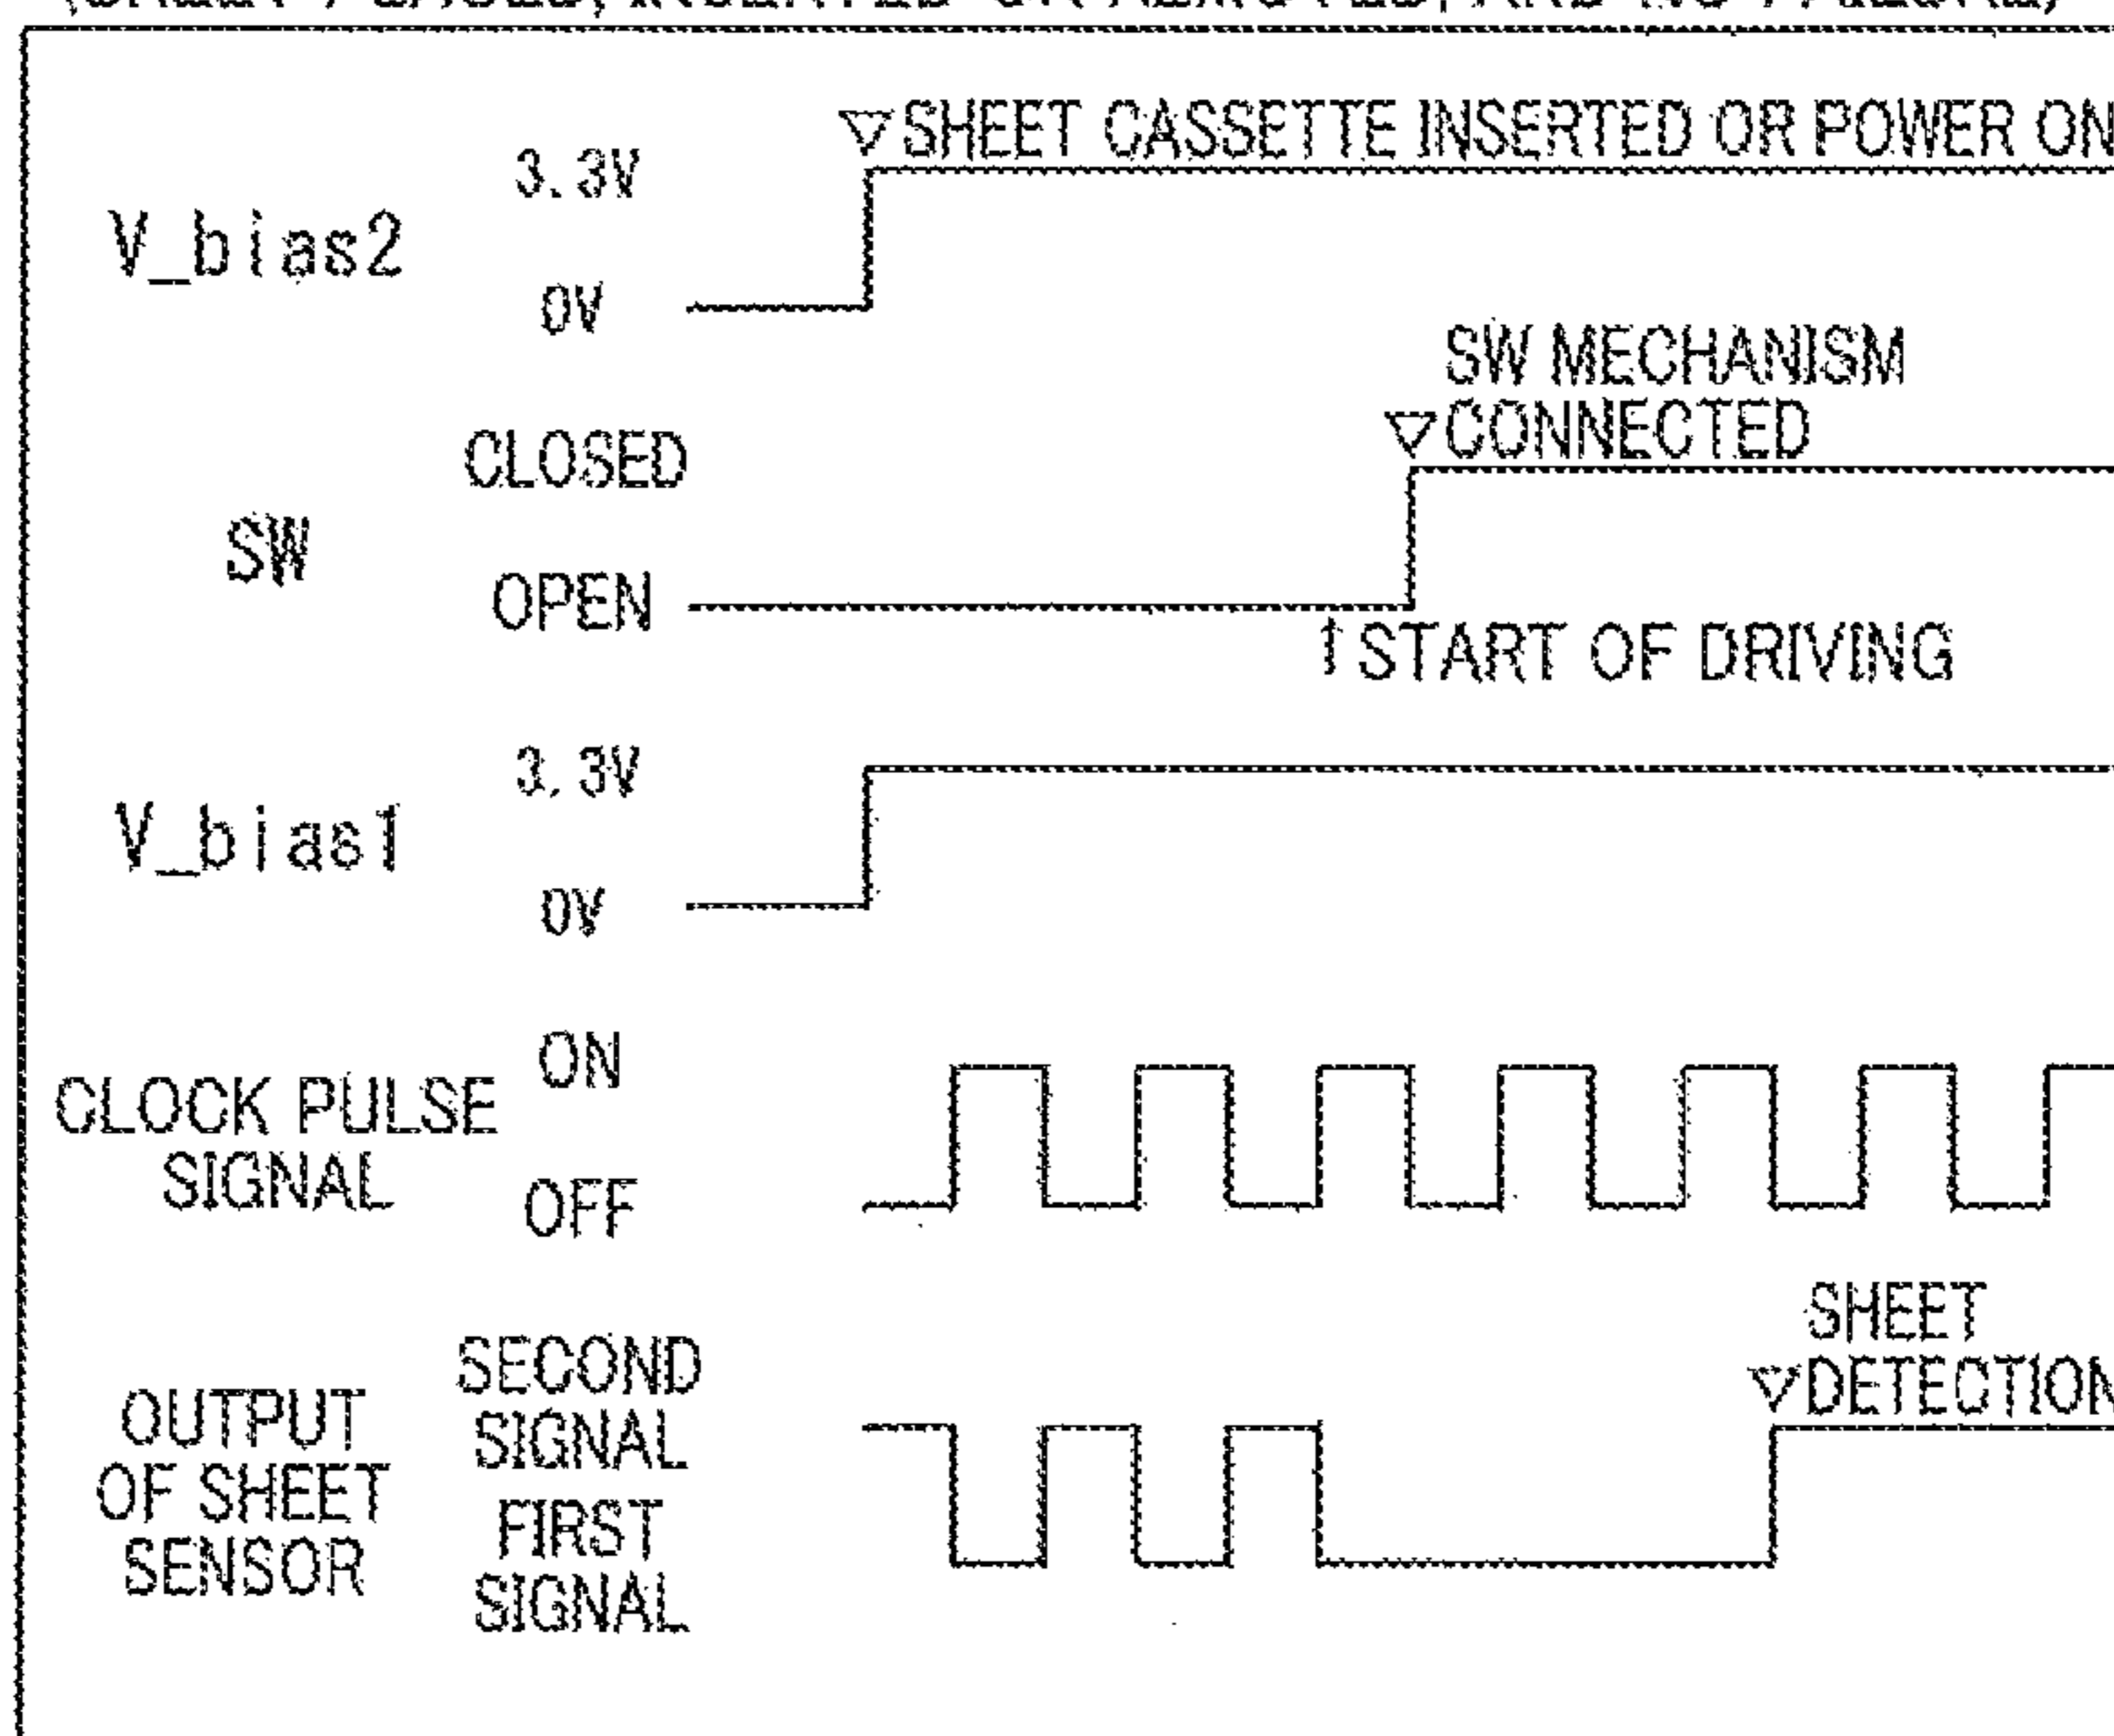 ▽SHEET CASSETTE INSERTED OR POWER ON
3.3V
V_bias2
0V
SW MECHANISM
▽CONNECTED
CLOSED
SW
OPEN
↑START OF DRIVING
3.3V
V_bias1
0V
ON
CLOCK PULSE
SIGNAL
OFF
SHEET
▽DETECTION
SECOND
SIGNAL
OUTPUT
OF SHEET
SENSOR
FIRST
SIGNAL